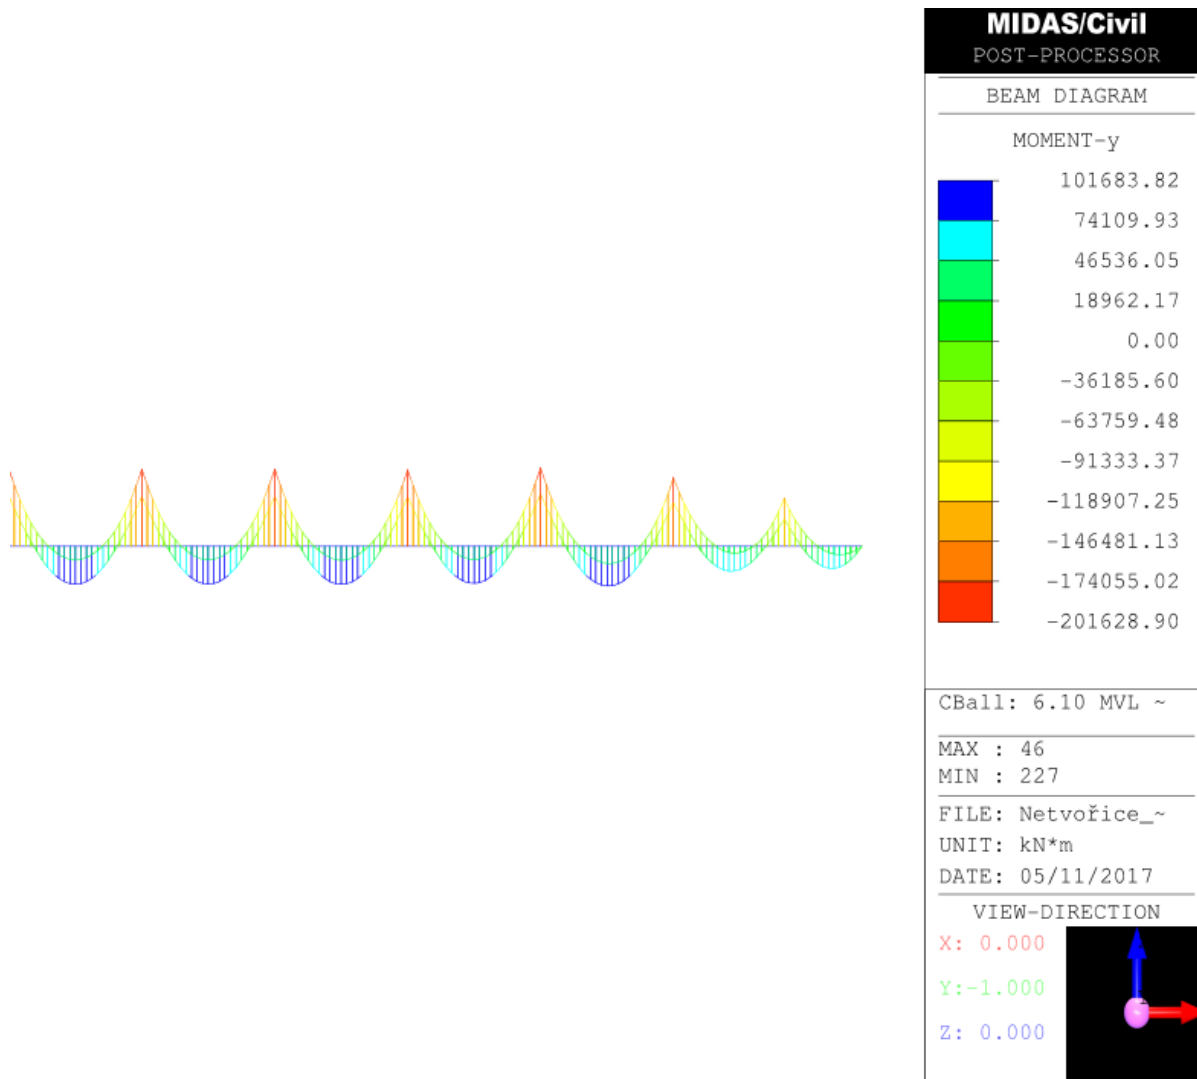 MIDAS/Civil
POST-PROCESSOR
BEAM DIAGRAM
MOMENT-y
101683.82
74109.93
46536.05
18962.17
0.00
-36185.60
-63759.48
-91333.37
-118907.25
-146481.13
-174055.02
-201628.90
CBall: 6.10 MVL ~
MAX : 46
MIN : 227
FILE: Netvořice_~
UNIT: kN*m
DATE: 05/11/2017
VIEW-DIRECTION
X: 0.000
Y:-1.000
Z: 0.000